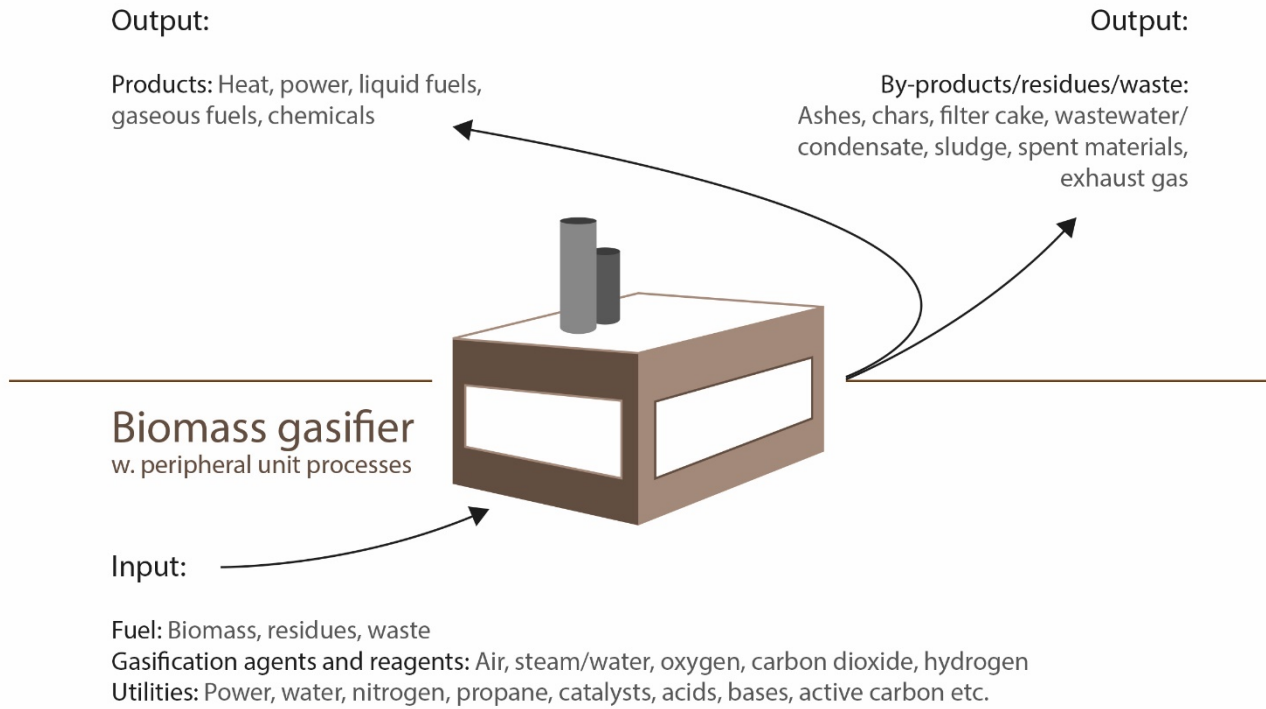 Output:
Products: Heat, power, liquid fuels,
gaseous fuels, chemicals
Output:
By-products/residues/waste:
Ashes, chars, filter cake, wastewater/
condensate, sludge, spent materials,
exhaust gas
Biomass gasifier
w. peripheral unit processes
Input:
Fuel: Biomass, residues, waste
Gasification agents and reagents: Air, steam/water, oxygen, carbon dioxide, hydrogen
Utilities: Power, water, nitrogen, propane, catalysts, acids, bases, active carbon etc.